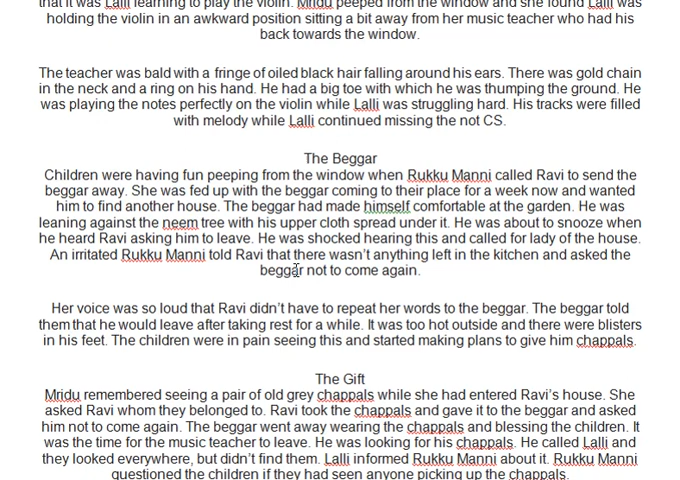 that it was Lalli learning to play the violin. Mridu peeped from the window and she found Lalli was
holding the violin in an awkward position sitting a bit away from her music teacher who had his
back towards the window.
The teacher was bald with a fringe of oiled black hair falling around his ears. There was gold chain
in the neck and a ring on his hand. He had a big toe with which he was thumping the ground. He
was playing the notes perfectly on the violin while Lalli was struggling hard. His tracks were filled
with melody while Lalli continued missing the not CS.
The Beggar
Children were having fun peeping from the window when Rukku Manni called Ravi to send the
beggar away. She was fed up with the beggar coming to their place for a week now and wanted
him to find another house. The beggar had made himself comfortable at the garden. He was
leaning against the neem tree with his upper cloth spread under it. He was about to snooze when
he heard Ravi asking him to leave. He was shocked hearing this and called for lady of the house.
An irritated Rukku Manni told Ravi that there wasn't anything left in the kitchen and asked the
beggar not to come again.
Her voice was so loud that Ravi didn't have to repeat her words to the beggar. The beggar told
them that he would leave after taking rest for a while. It was too hot outside and there were blisters
in his feet. The children were in pain seeing this and started making plans to give him chappals.
The Gift
Mridu remembered seeing a pair of old grey chappals while she had entered Ravi's house. She
asked Ravi whom they belonged to. Ravi took the chappals and gave it to the beggar and asked
him not to come again. The beggar went away wearing the chappals and blessing the children. It
was the time for the music teacher to leave. He was looking for his chappals. He called Lalli and
they looked everywhere, but didn't find them. Lalli informed Rukku Manni about it. Rukku Manni
questioned the children if they had seen anyone picking up the chappals.